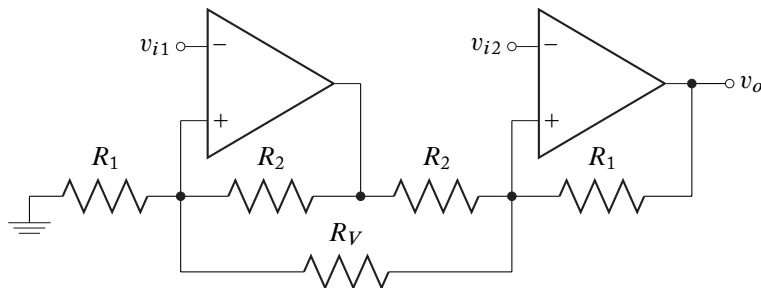 v_{i1}
−
+
v_{i2}
−
+
v_o
R_1
R_2
R_2
R_1
R_V